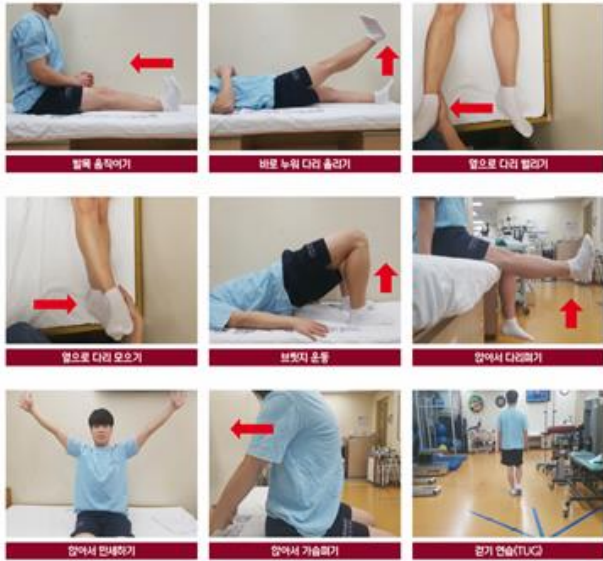 발목 움직이기
바로 누워 다리 올리기
옆으로 다리 벌리기
옆으로 다리 모으기
브릿지 운동
앉아서 다리펴기
앉아서 만세하기
앉아서 가슴펴기
걷기 연습(TUG)